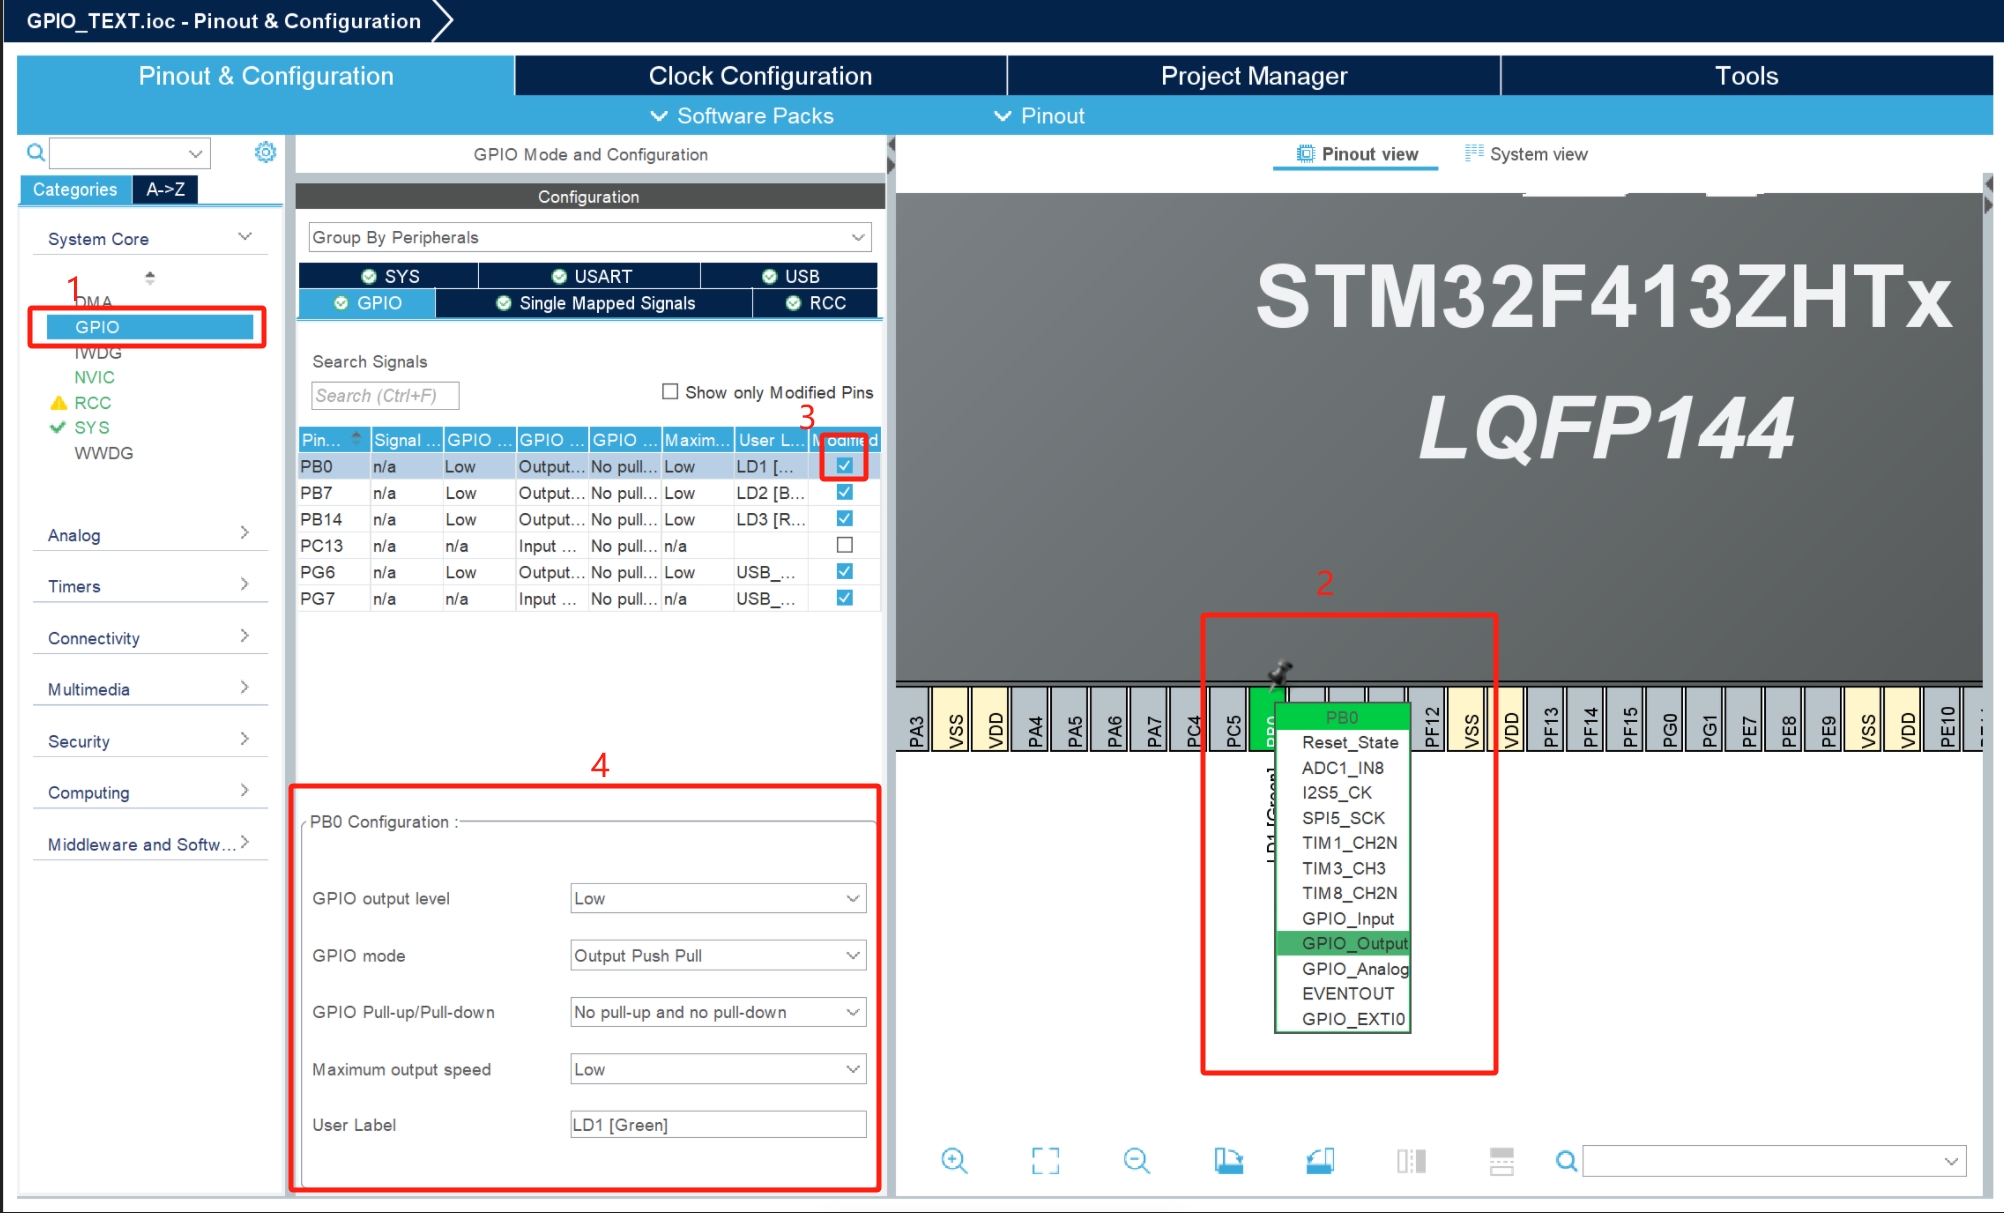 GPIO_TEXT.ioc - Pinout & Configuration
Pinout & Configuration
Clock Configuration
Project Manager
Tools
Software Packs
Pinout
Categories
A->Z
System Core
1
DMA
GPIO
IWDG
NVIC
RCC
SYS
WWDG
Analog
Timers
Connectivity
Multimedia
Security
Computing
Middleware and Softw...
GPIO Mode and Configuration
Configuration
Group By Peripherals
SYS
USART
USB
GPIO
Single Mapped Signals
RCC
Search Signals
Search (Ctrl+F)
Show only Modified Pins
3
Pin... Signal ... GPIO ... GPIO ... GPIO ... Maxim... User L... Modified
PB0 n/a Low Output... No pull... Low LD1 [...
PB7 n/a Low Output... No pull... Low LD2 [B...
PB14 n/a Low Output... No pull... Low LD3 [R...
PC13 n/a n/a Input ... No pull... n/a
PG6 n/a Low Output... No pull... Low USB_...
PG7 n/a n/a Input ... No pull... n/a USB_...
4
PB0 Configuration :
GPIO output level Low
GPIO mode Output Push Pull
GPIO Pull-up/Pull-down No pull-up and no pull-down
Maximum output speed Low
User Label LD1 [Green]
Pinout view
System view
STM32F413ZHTx
LQFP144
2
PA3
VSS
VDD
PA4
PA5
PA6
PA7
PC4
PC5
PB0
PF12
VSS
VDD
PF13
PF14
PF15
PG0
PG1
PE7
PE8
PE9
VSS
VDD
PE10
LD1 [Green]
PB0
Reset_State
ADC1_IN8
I2S5_CK
SPI5_SCK
TIM1_CH2N
TIM3_CH3
TIM8_CH2N
GPIO_Input
GPIO_Output
GPIO_Analog
EVENTOUT
GPIO_EXTI0